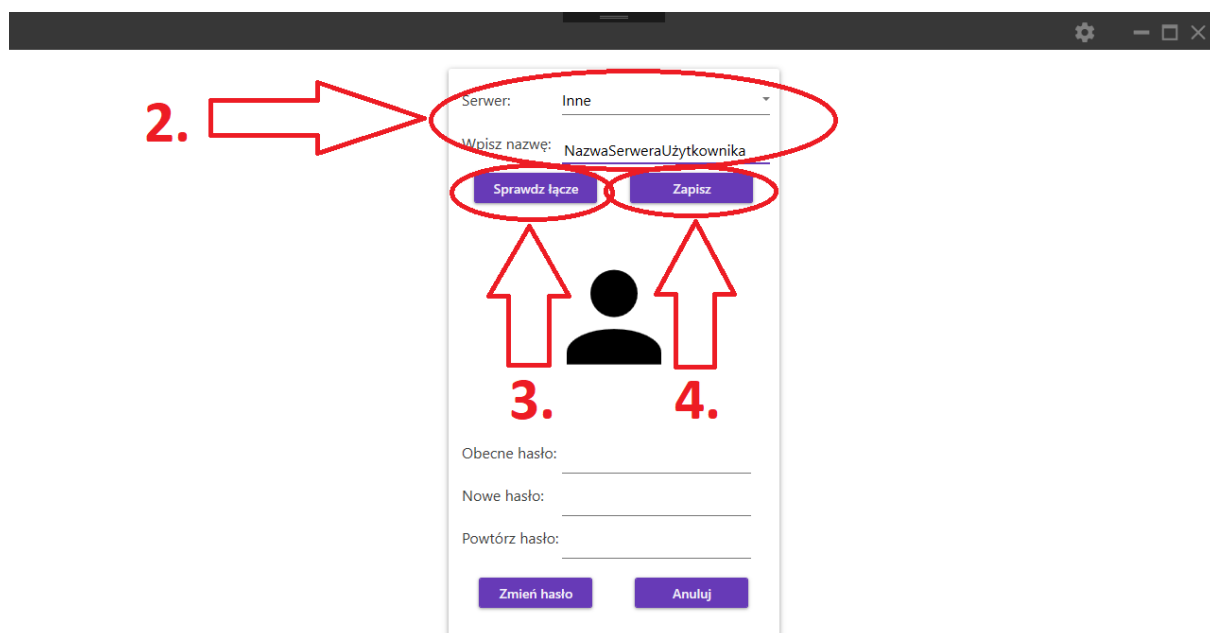 Serwer: Inne
2.
Wpisz nazwę: NazwaSerweraUżytkownika
Sprawdz łącze Zapisz
3. 4.
Obecne hasło:
Nowe hasło:
Powtórz hasło:
Zmień hasło Anuluj